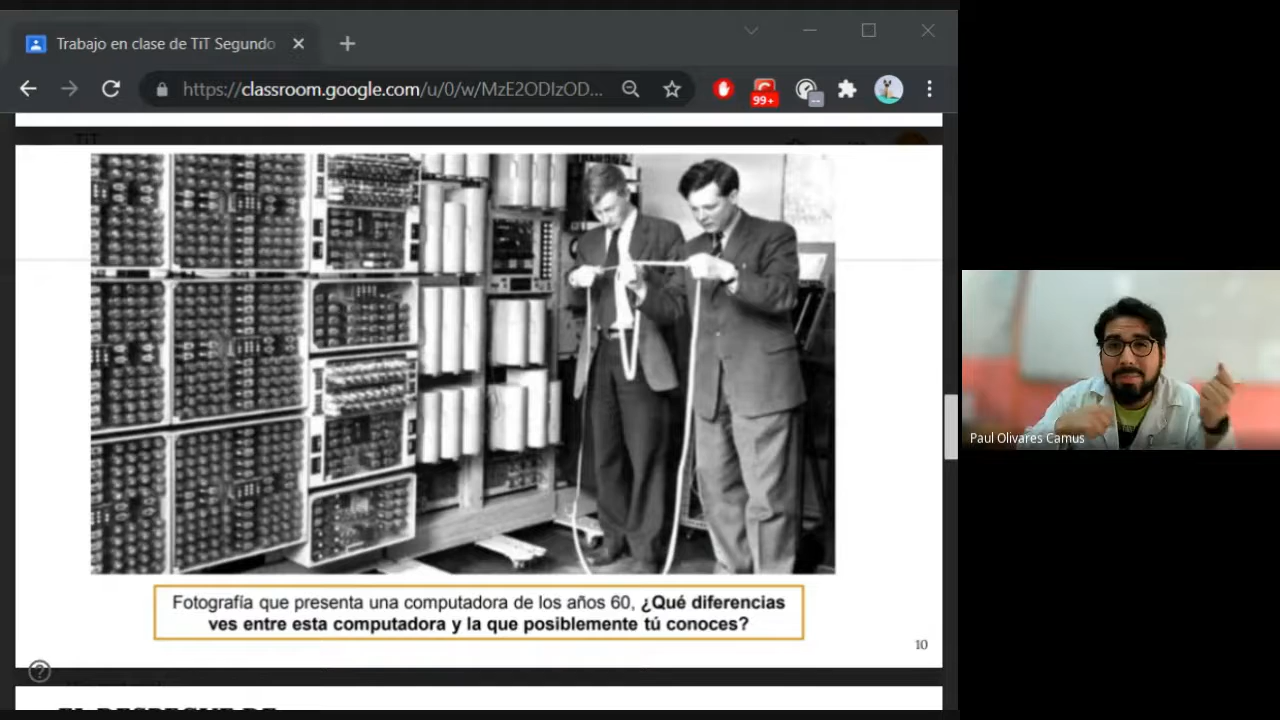 Trabajo en clase de TiT Segundo
https://classroom.google.com/u/0/w/MzE2ODIzOD...
99+
TiT
Fotografía que presenta una computadora de los años 60, ¿Qué diferencias
ves entre esta computadora y la que posiblemente tú conoces?
10
?
Paul Olivares Camus